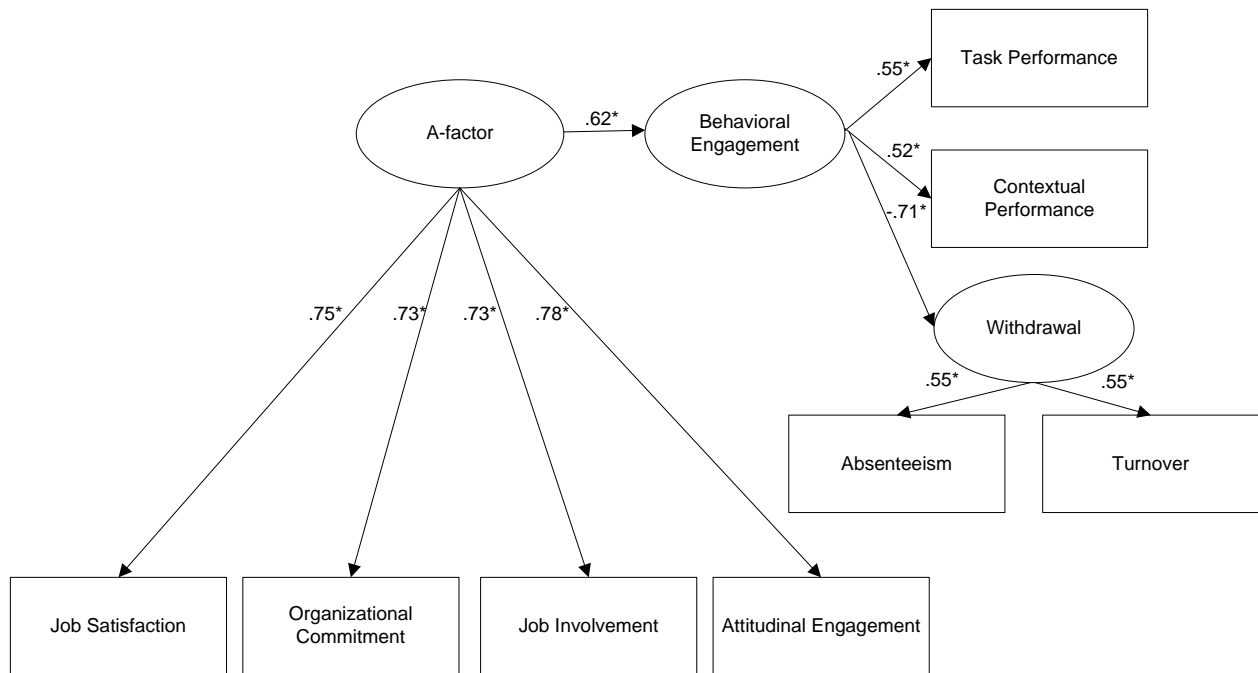 Task Performance
.55*
A-factor
.62*
Behavioral
Engagement
.52*
Contextual
Performance
-.71*
.75*
.73*
.73*
.78*
Withdrawal
.55*
.55*
Absenteeism
Turnover
Job Satisfaction
Organizational
Commitment
Job Involvement
Attitudinal Engagement